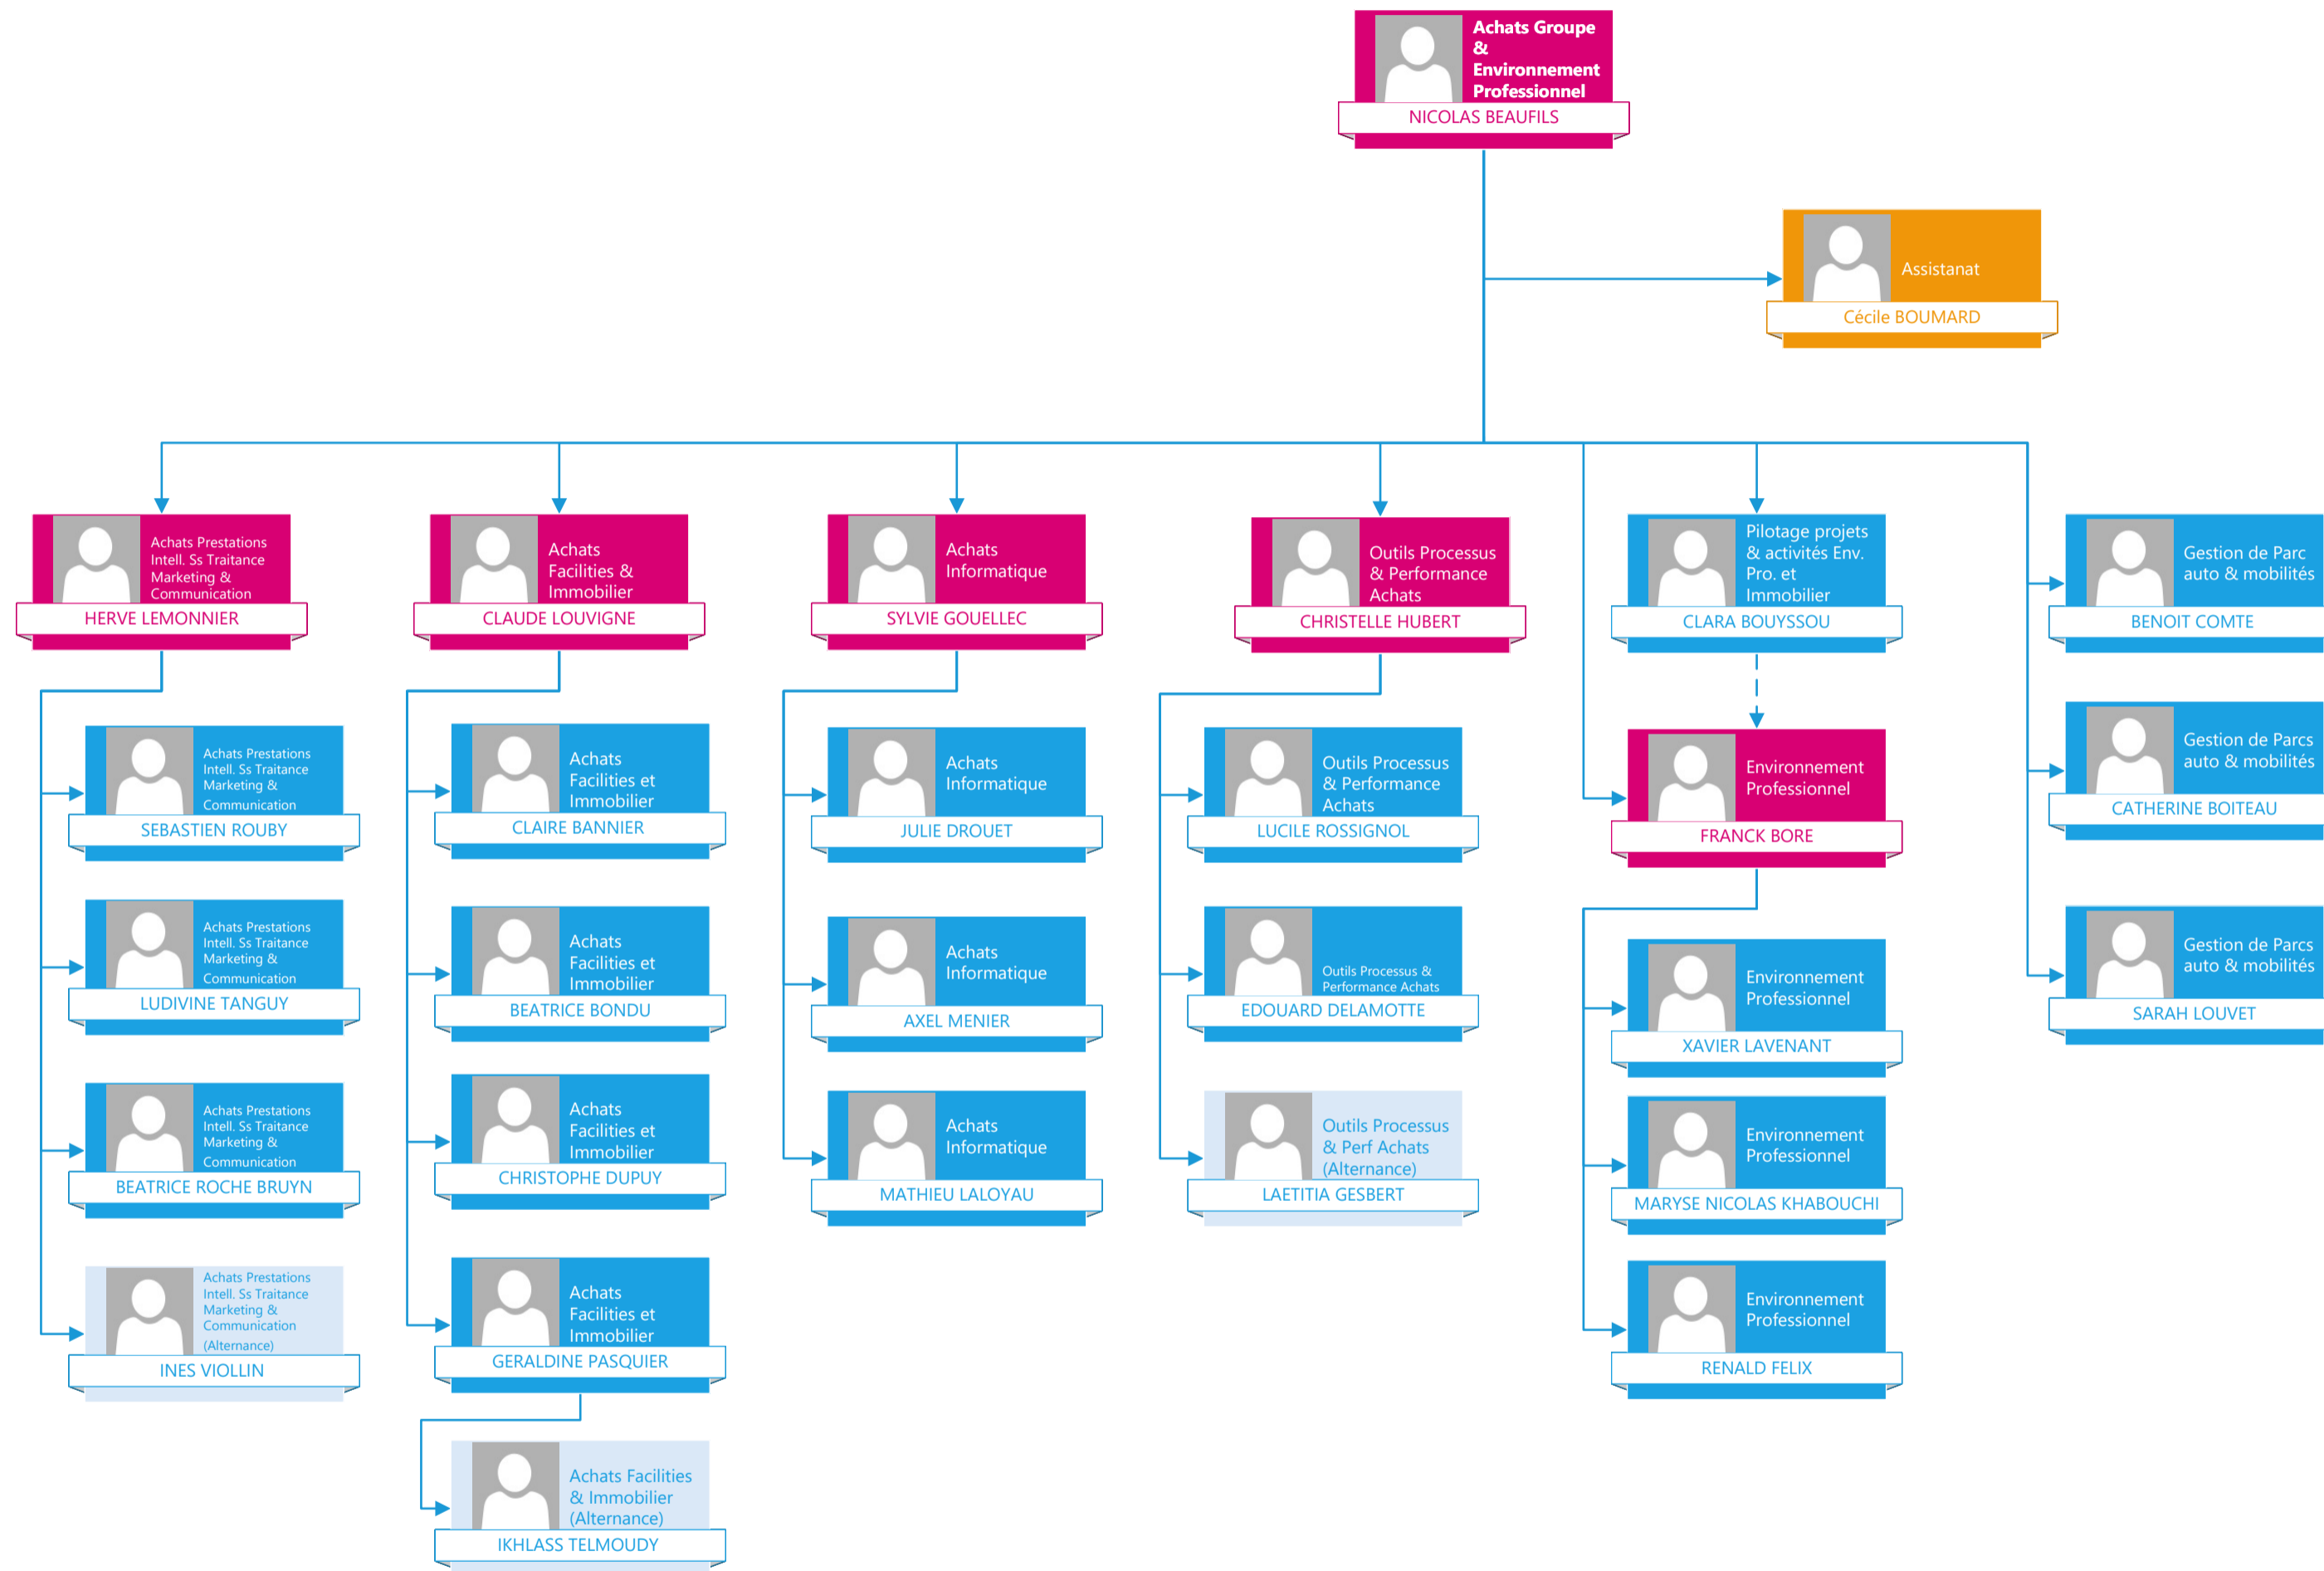 Achats Groupe
&
Environnement
Professionnel
NICOLAS BEAUFILS
Assistanat
Cécile BOUMARD
Achats Prestations
Intell. Ss Traitance
Marketing &
Communication
HERVE LEMONNIER
Achats
Facilities &
Immobilier
CLAUDE LOUVIGNE
Achats
Informatique
SYLVIE GOUELLEC
Outils Processus
& Performance
Achats
CHRISTELLE HUBERT
Pilotage projets
& activités Env.
Pro. et
Immobilier
CLARA BOUYSSOU
Gestion de Parc
auto & mobilités
BENOIT COMTE
Achats Prestations
Intell. Ss Traitance
Marketing &
Communication
SEBASTIEN ROUBY
Achats
Facilities et
Immobilier
CLAIRE BANNIER
Achats
Informatique
JULIE DROUET
Outils Processus
& Performance
Achats
LUCILE ROSSIGNOL
Environnement
Professionnel
FRANCK BORE
Gestion de Parcs
auto & mobilités
CATHERINE BOITEAU
Achats Prestations
Intell. Ss Traitance
Marketing &
Communication
LUDIVINE TANGUY
Achats
Facilities et
Immobilier
BEATRICE BONDU
Achats
Informatique
AXEL MENIER
Outils Processus &
Performance Achats
EDOUARD DELAMOTTE
Environnement
Professionnel
XAVIER LAVENANT
Gestion de Parcs
auto & mobilités
SARAH LOUVET
Achats Prestations
Intell. Ss Traitance
Marketing &
Communication
BEATRICE ROCHE BRUYN
Achats
Facilities et
Immobilier
CHRISTOPHE DUPUY
Achats
Informatique
MATHIEU LALOYAU
Outils Processus
& Perf Achats
(Alternance)
LAETITIA GESBERT
Environnement
Professionnel
MARYSE NICOLAS KHABOUCHI
Achats Prestations
Intell. Ss Traitance
Marketing &
Communication
(Alternance)
INES VIOLLIN
Achats
Facilities et
Immobilier
GERALDINE PASQUIER
Environnement
Professionnel
RENALD FELIX
Achats Facilities
& Immobilier
(Alternance)
IKHLASS TELMOUDY